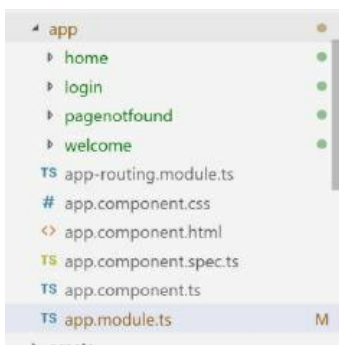 app
home
login
pagenotfound
welcome
TS app-routing.module.ts
# app.component.css
<> app.component.html
TS app.component.spec.ts
TS app.component.ts
TS app.module.ts M